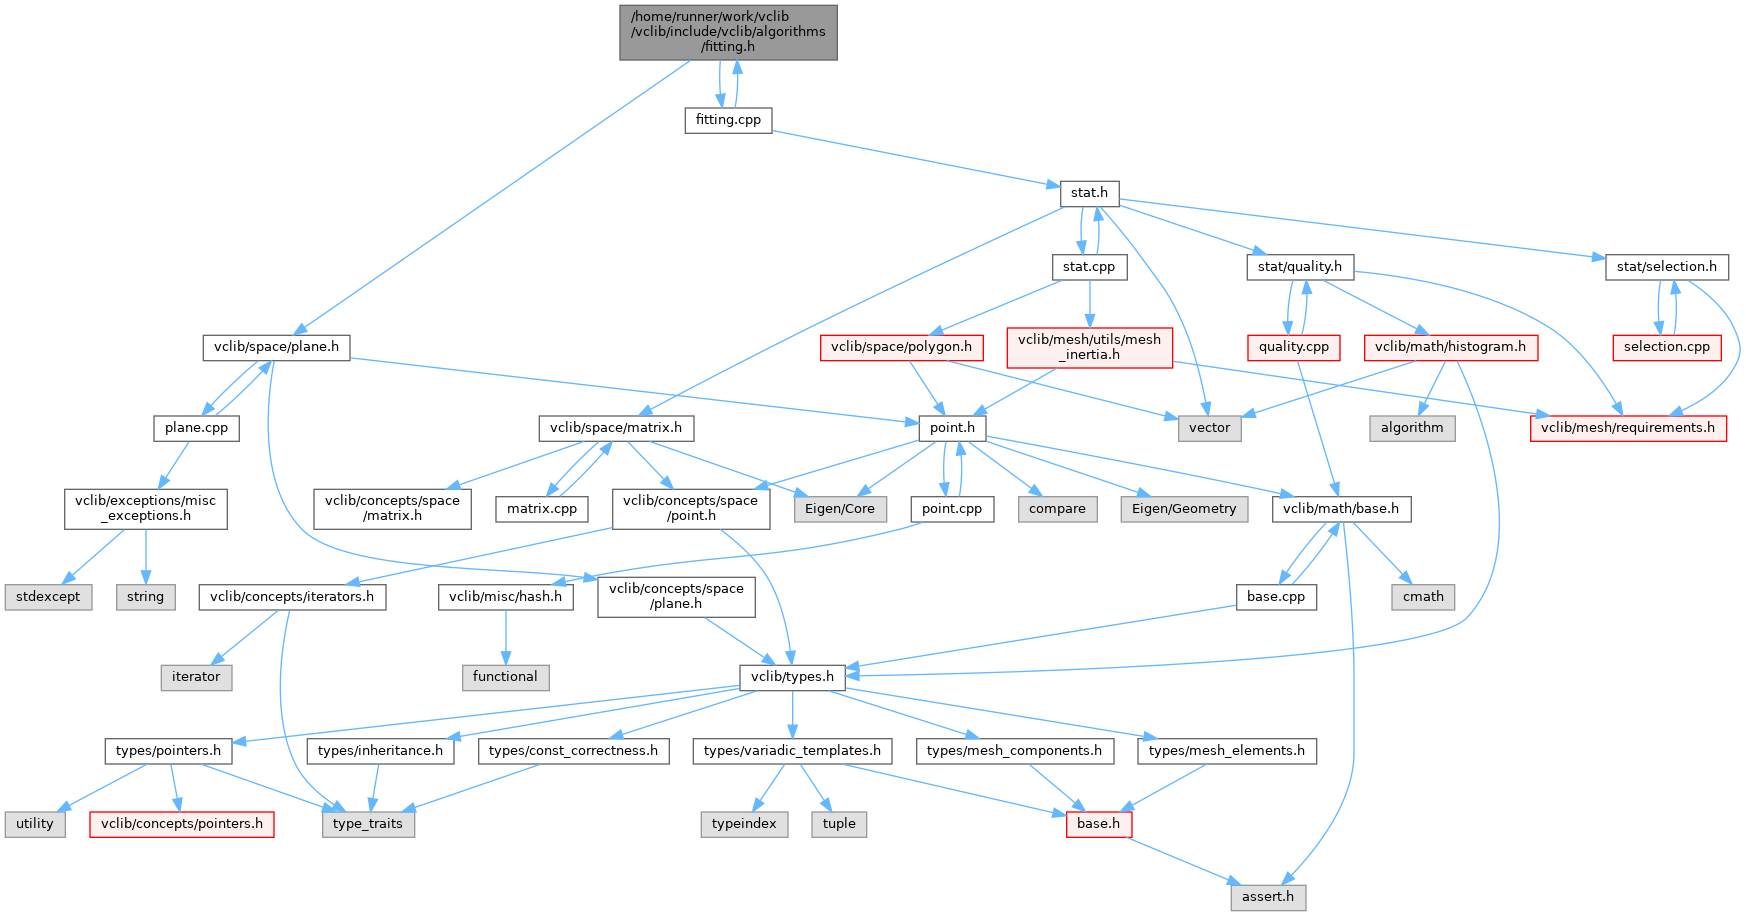 /home/runner/work/vclib
/vclib/include/vclib/algorithms
/fitting.h
fitting.cpp
stat.h
stat.cpp
stat/quality.h
stat/selection.h
vclib/space/plane.h
vclib/space/polygon.h
vclib/mesh/utils/mesh
_inertia.h
quality.cpp
vclib/math/histogram.h
selection.cpp
plane.cpp
vclib/space/matrix.h
point.h
vector
algorithm
vclib/mesh/requirements.h
vclib/exceptions/misc
_exceptions.h
vclib/concepts/space
/matrix.h
matrix.cpp
vclib/concepts/space
/point.h
Eigen/Core
point.cpp
compare
Eigen/Geometry
vclib/math/base.h
stdexcept
string
vclib/concepts/iterators.h
vclib/misc/hash.h
vclib/concepts/space
/plane.h
base.cpp
cmath
iterator
functional
vclib/types.h
types/pointers.h
types/inheritance.h
types/const_correctness.h
types/variadic_templates.h
types/mesh_components.h
types/mesh_elements.h
utility
vclib/concepts/pointers.h
type_traits
typeindex
tuple
base.h
assert.h